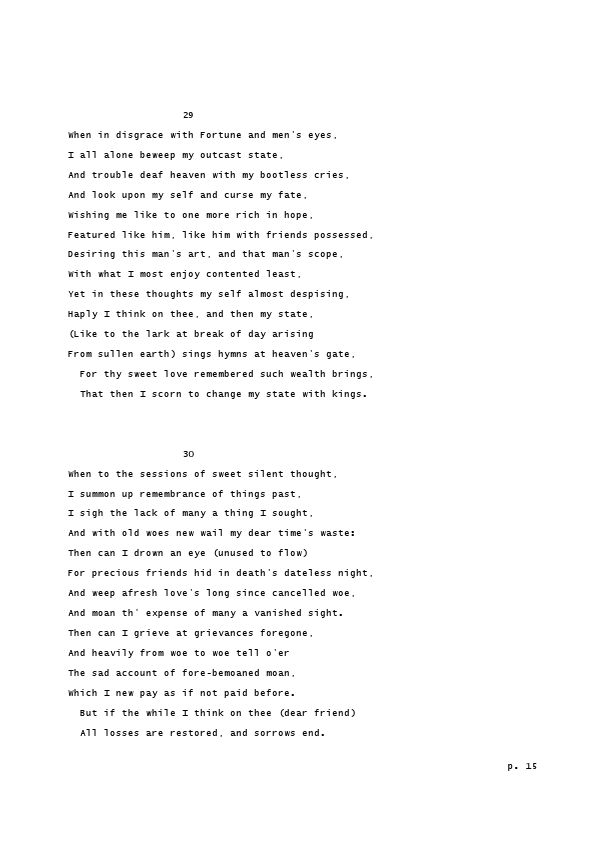 29
When in disgrace with Fortune and men's eyes,
I all alone beweep my outcast state,
And trouble deaf heaven with my bootless cries,
And look upon my self and curse my fate,
Wishing me like to one more rich in hope,
Featured like him, like him with friends possessed,
Desiring this man's art, and that man's scope,
With what I most enjoy contented least,
Yet in these thoughts my self almost despising,
Haply I think on thee, and then my state,
(Like to the lark at break of day arising
From sullen earth) sings hymns at heaven's gate,
For thy sweet love remembered such wealth brings,
That then I scorn to change my state with kings.
30
When to the sessions of sweet silent thought,
I summon up remembrance of things past,
I sigh the lack of many a thing I sought,
And with old woes new wail my dear time's waste:
Then can I drown an eye (unused to flow)
For precious friends hid in death's dateless night,
And weep afresh love's long since cancelled woe,
And moan th' expense of many a vanished sight.
Then can I grieve at grievances foregone,
And heavily from woe to woe tell o'er
The sad account of fore-bemoaned moan,
Which I new pay as if not paid before.
But if the while I think on thee (dear friend)
All losses are restored, and sorrows end.
p. 15